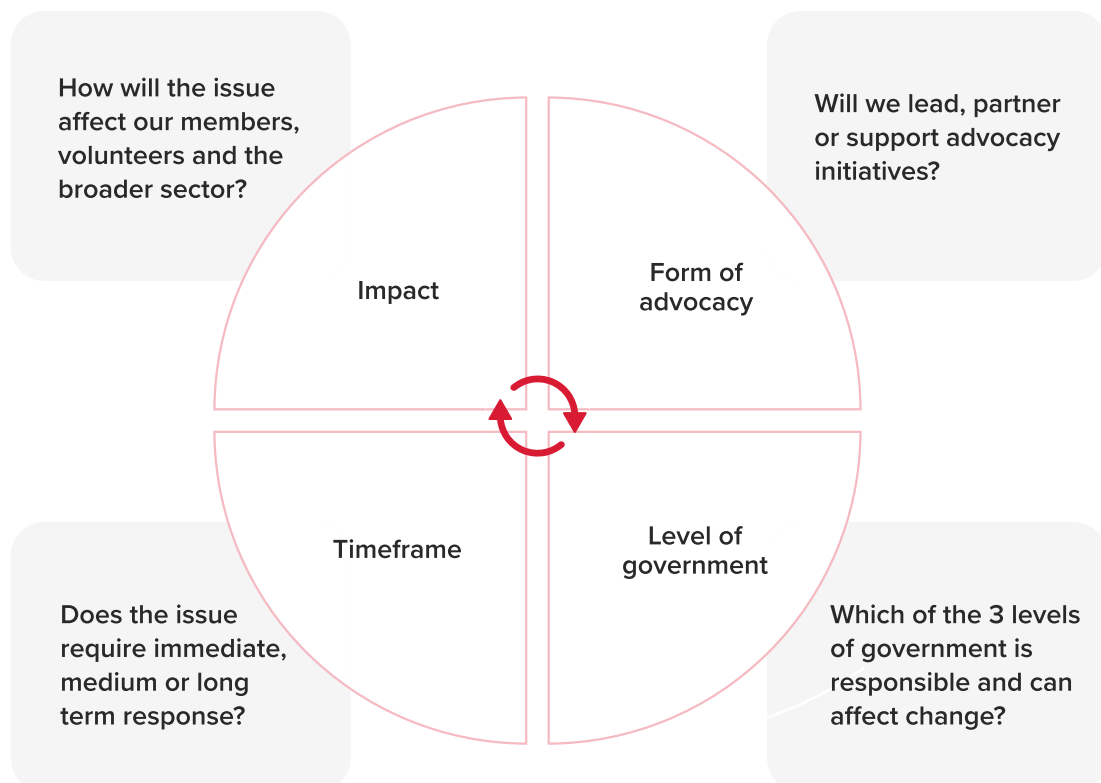 How will the issue
affect our members,
volunteers and the
broader sector?
Will we lead, partner
or support advocacy
initiatives?
Impact
Form of
advocacy
Timeframe
Level of
government
Does the issue
require immediate,
medium or long
term response?
Which of the 3 levels
of government is
responsible and can
affect change?